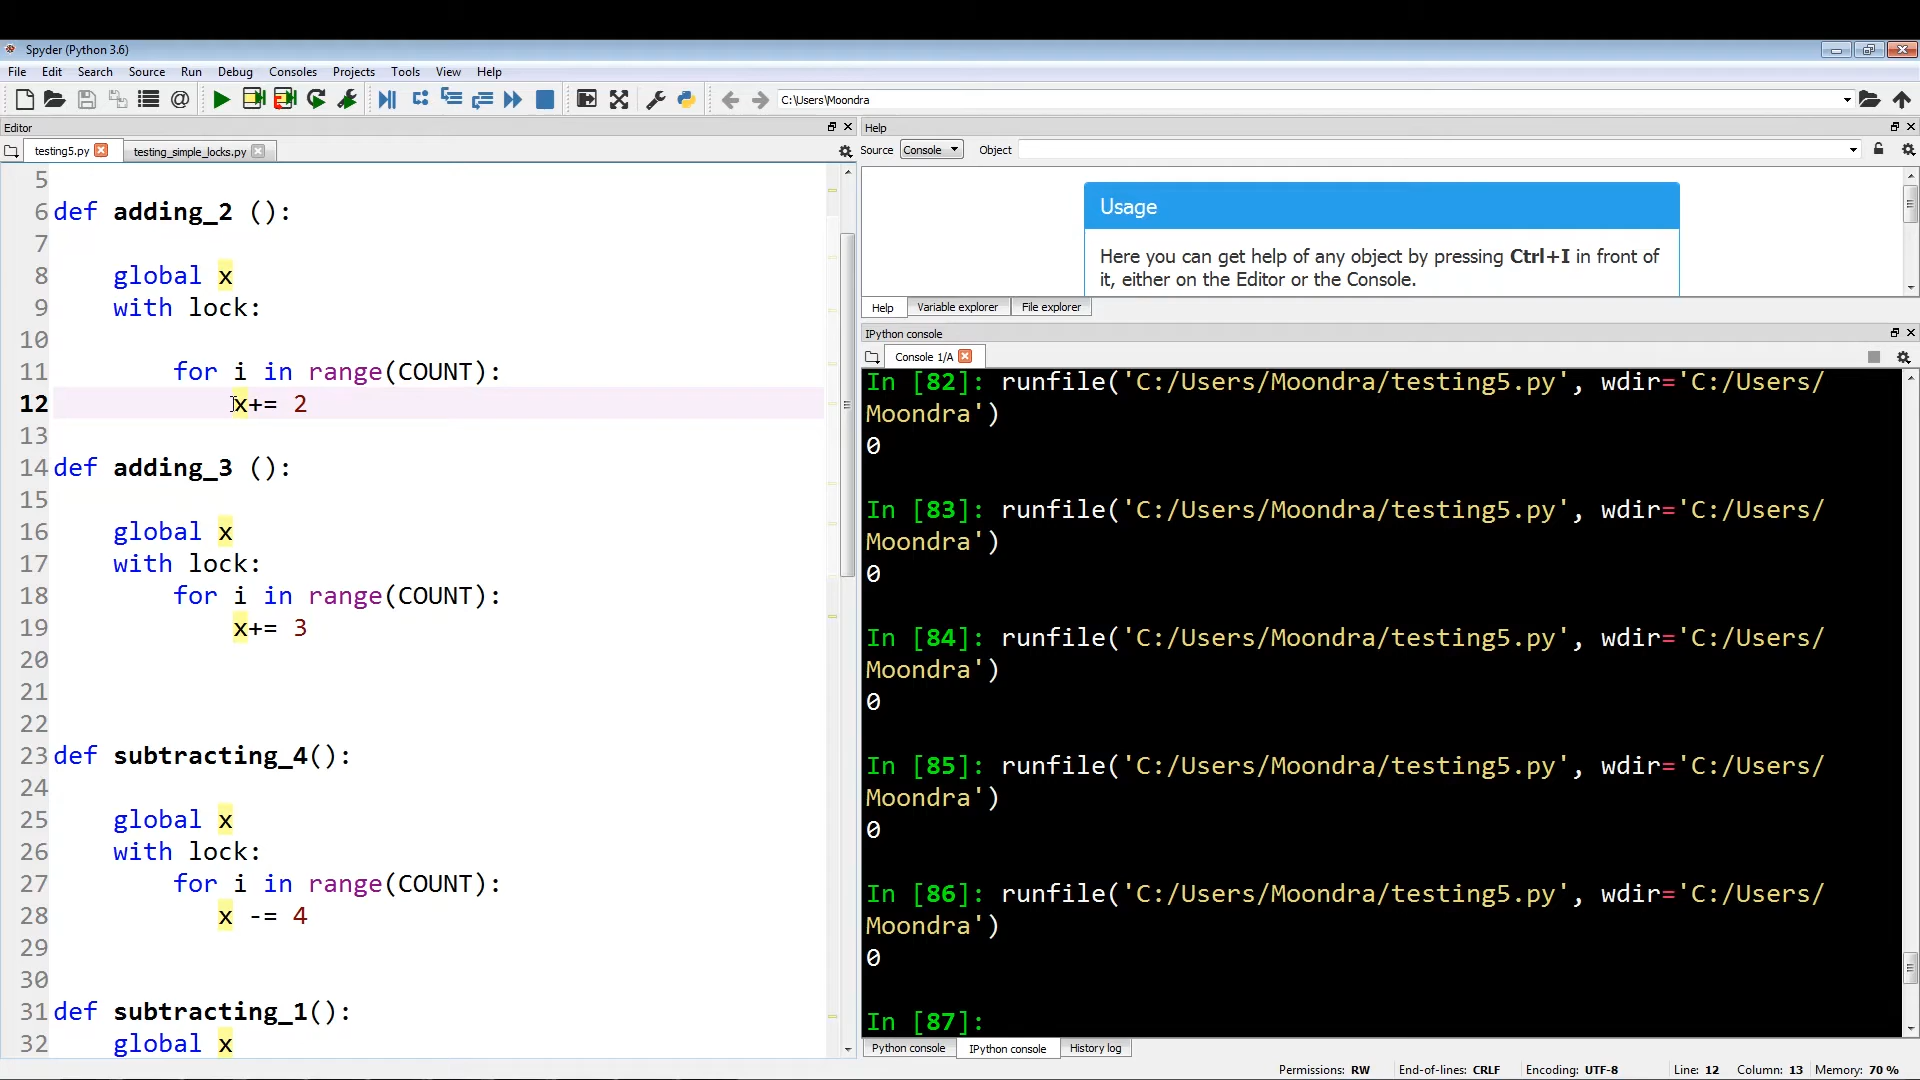 Spyder (Python 3.6)
File Edit Search Source Run Debug Consoles Projects Tools View Help
C:\Users\Moondra
Editor
testing5.py testing_simple_locks.py
5
6 def adding_2 ():
7
8 global x
9 with lock:
10
11 for i in range(COUNT):
12 x+= 2
13
14 def adding_3 ():
15
16 global x
17 with lock:
18 for i in range(COUNT):
19 x+= 3
20
21
22
23 def subtracting_4():
24
25 global x
26 with lock:
27 for i in range(COUNT):
28 x -= 4
29
30
31 def subtracting_1():
32 global x
Help
Source Console Object
Usage
Here you can get help of any object by pressing Ctrl+I in front of
it, either on the Editor or the Console.
Help Variable explorer File explorer
IPython console
Console 1/A
In [82]: runfile('C:/Users/Moondra/testing5.py', wdir='C:/Users/
Moondra')
0
In [83]: runfile('C:/Users/Moondra/testing5.py', wdir='C:/Users/
Moondra')
0
In [84]: runfile('C:/Users/Moondra/testing5.py', wdir='C:/Users/
Moondra')
0
In [85]: runfile('C:/Users/Moondra/testing5.py', wdir='C:/Users/
Moondra')
0
In [86]: runfile('C:/Users/Moondra/testing5.py', wdir='C:/Users/
Moondra')
0
In [87]:
Python console IPython console History log
Permissions: RW End-of-lines: CRLF Encoding: UTF-8 Line: 12 Column: 13 Memory: 70 %